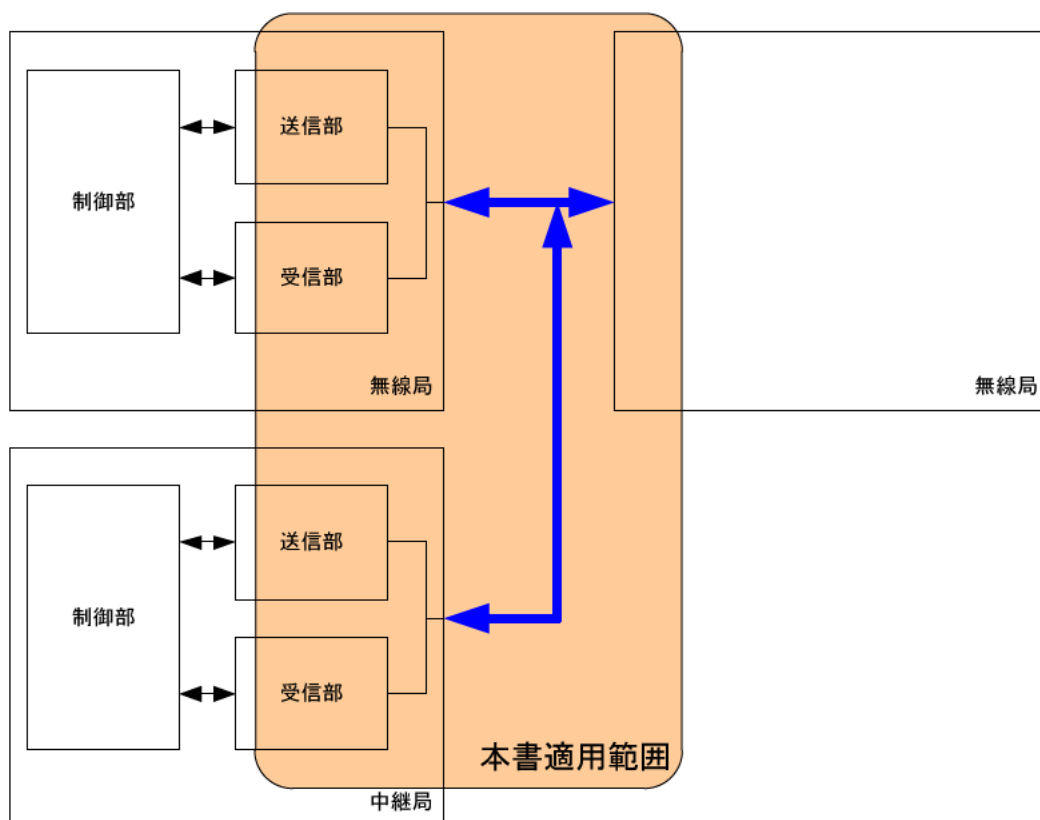 送信部
制御部
受信部
無線局
無線局
送信部
制御部
受信部
本書適用範囲
中継局